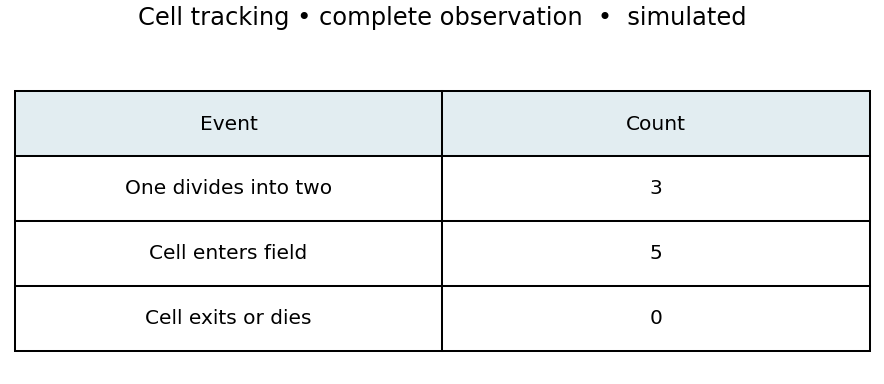 Cell tracking • complete observation • simulated
Event Count
One divides into two 3
Cell enters field 5
Cell exits or dies 0